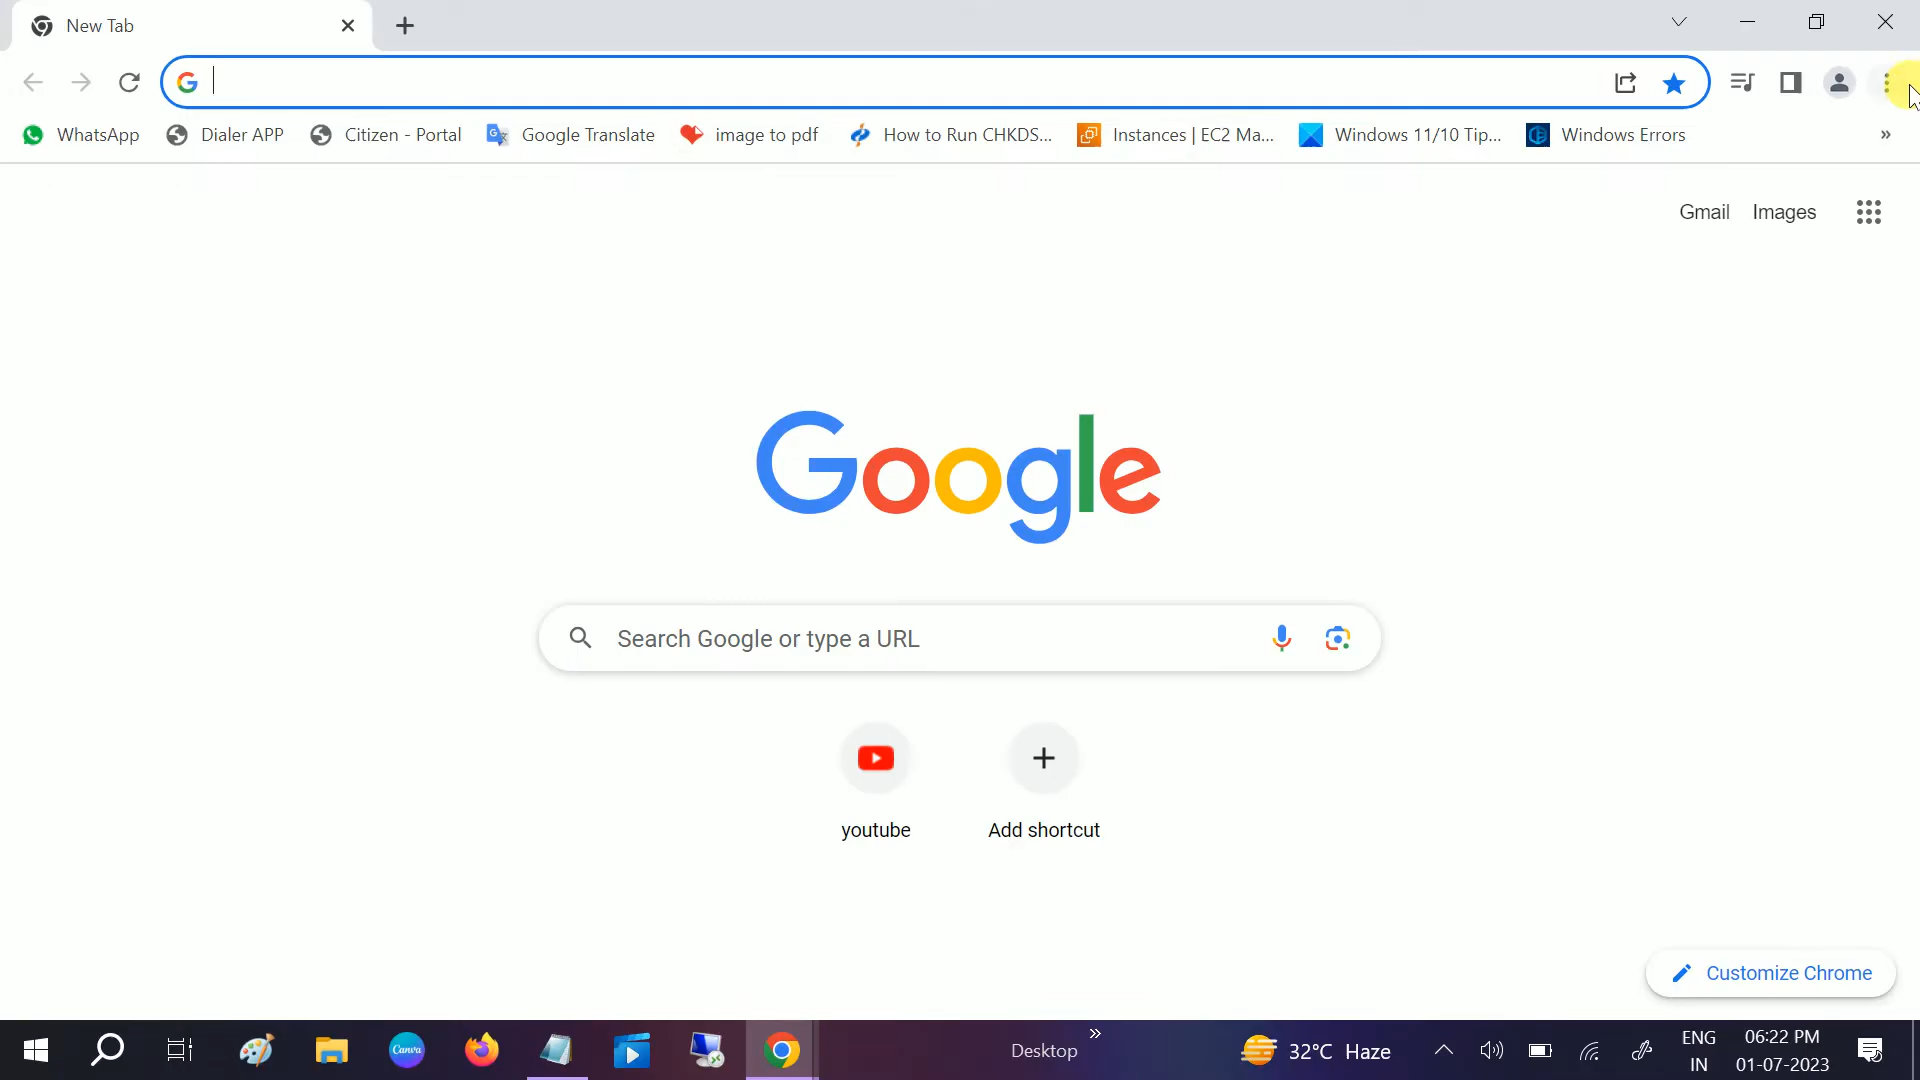 New Tab
WhatsApp Dialer APP Citizen - Portal Google Translate image to pdf How to Run CHKDS... Instances | EC2 Ma... Windows 11/10 Tip... Windows Errors »
Gmail Images
Google
Search Google or type a URL
youtube Add shortcut
Customize Chrome
Canva Desktop » 32°C Haze ENG 06:22 PM
IN 01-07-2023